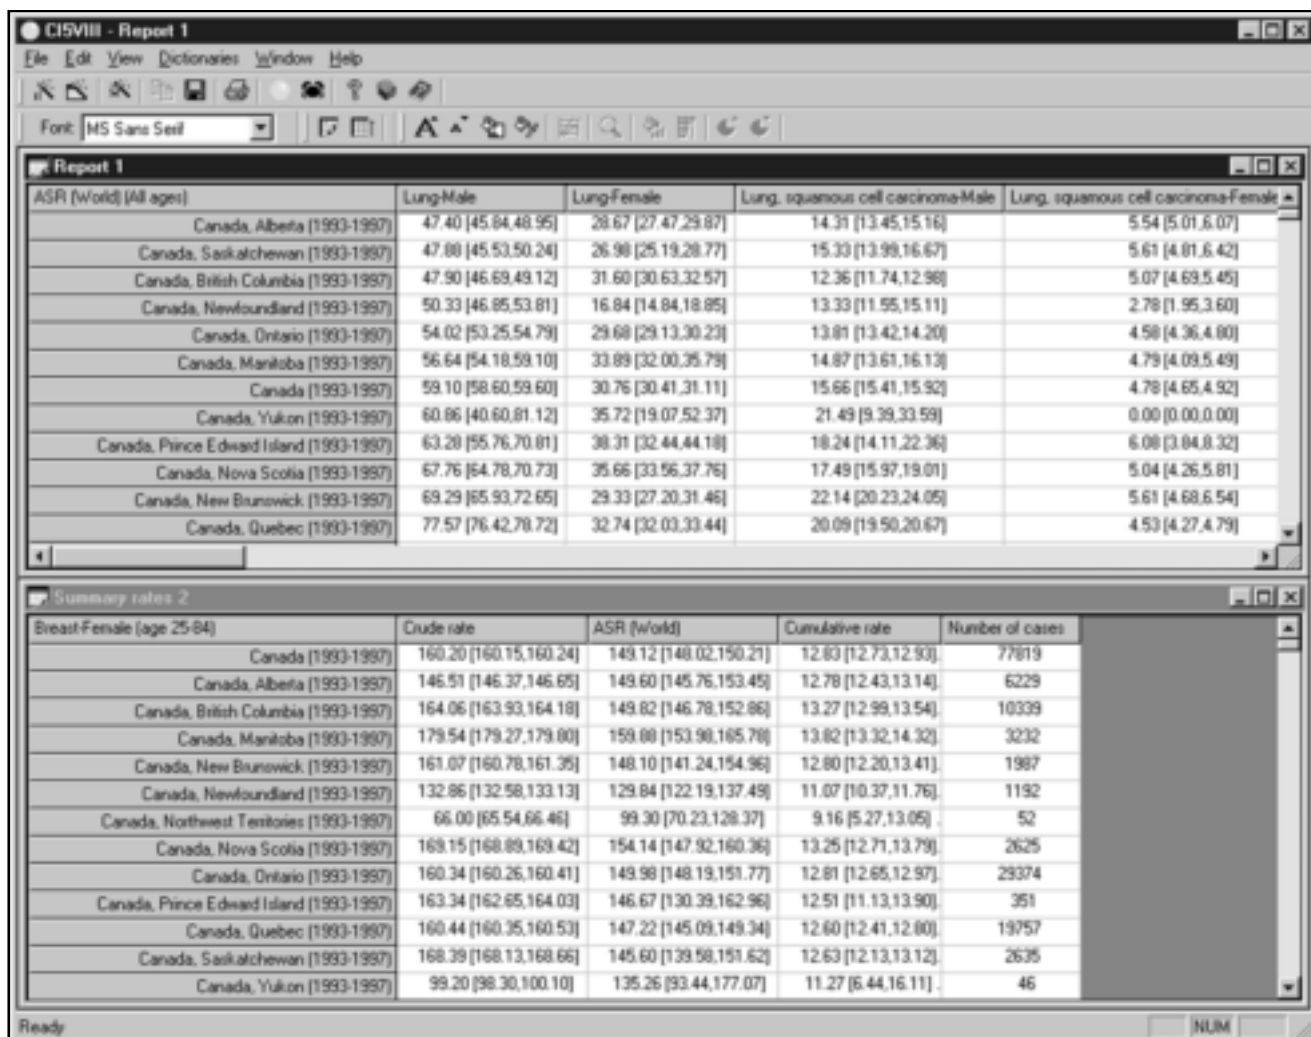 CI5VIII - Report 1
File Edit View Dictionaries Window Help
Font: MS Sans Serif
Report 1
ASR (World) (All ages) Lung-Male Lung-Female Lung, squamous cell carcinoma-Male Lung, squamous cell carcinoma-Female
Canada, Alberta (1993-1997) 47.40 [45.84,48.95] 28.67 [27.47,29.87] 14.31 [13.45,15.16] 5.54 [5.01,6.07]
Canada, Saskatchewan (1993-1997) 47.88 [45.53,50.24] 26.98 [25.19,28.77] 15.33 [13.99,16.67] 5.61 [4.81,6.42]
Canada, British Columbia (1993-1997) 47.90 [46.69,49.12] 31.60 [30.63,32.57] 12.36 [11.74,12.98] 5.07 [4.69,5.45]
Canada, Newfoundland (1993-1997) 50.33 [46.85,53.81] 16.84 [14.84,18.85] 13.33 [11.55,15.11] 2.78 [1.95,3.60]
Canada, Ontario (1993-1997) 54.02 [53.25,54.79] 29.68 [29.13,30.23] 13.81 [13.42,14.20] 4.58 [4.36,4.80]
Canada, Manitoba (1993-1997) 56.64 [54.18,59.10] 33.89 [32.00,35.79] 14.87 [13.61,16.13] 4.79 [4.09,5.49]
Canada (1993-1997) 59.10 [58.60,59.60] 30.76 [30.41,31.11] 15.66 [15.41,15.92] 4.78 [4.65,4.92]
Canada, Yukon (1993-1997) 60.86 [40.60,81.12] 35.72 [19.07,52.37] 21.49 [9.39,33.59] 0.00 [0.00,0.00]
Canada, Prince Edward Island (1993-1997) 63.28 [55.76,70.81] 38.31 [32.44,44.18] 18.24 [14.11,22.36] 6.08 [3.84,8.32]
Canada, Nova Scotia (1993-1997) 67.76 [64.78,70.73] 35.66 [33.56,37.76] 17.49 [15.97,19.01] 5.04 [4.26,5.81]
Canada, New Brunswick (1993-1997) 69.29 [65.93,72.65] 29.33 [27.20,31.46] 22.14 [20.23,24.05] 5.61 [4.68,6.54]
Canada, Quebec (1993-1997) 77.57 [76.42,78.72] 32.74 [32.03,33.44] 20.09 [19.50,20.67] 4.53 [4.27,4.79]
Summary rates 2
Breast-Female (age 25-84) Crude rate ASR (World) Cumulative rate Number of cases
Canada (1993-1997) 160.20 [160.15,160.24] 149.12 [148.02,150.21] 12.83 [12.73,12.93]. 77819
Canada, Alberta (1993-1997) 146.51 [146.37,146.65] 149.60 [145.76,153.45] 12.78 [12.43,13.14]. 6229
Canada, British Columbia (1993-1997) 164.06 [163.93,164.18] 149.82 [146.78,152.86] 13.27 [12.99,13.54]. 10339
Canada, Manitoba (1993-1997) 179.54 [179.27,179.80] 159.88 [153.98,165.78] 13.82 [13.32,14.32]. 3232
Canada, New Brunswick (1993-1997) 161.07 [160.78,161.35] 148.10 [141.24,154.96] 12.80 [12.20,13.41]. 1987
Canada, Newfoundland (1993-1997) 132.86 [132.58,133.13] 129.84 [122.19,137.49] 11.07 [10.37,11.76]. 1192
Canada, Northwest Territories (1993-1997) 66.00 [65.54,66.46] 99.30 [70.23,128.37] 9.16 [5.27,13.05] . 52
Canada, Nova Scotia (1993-1997) 169.15 [168.89,169.42] 154.14 [147.92,160.36] 13.25 [12.71,13.79]. 2625
Canada, Ontario (1993-1997) 160.34 [160.26,160.41] 149.98 [148.19,151.77] 12.81 [12.65,12.97]. 29374
Canada, Prince Edward Island (1993-1997) 163.34 [162.65,164.03] 146.67 [130.39,162.96] 12.51 [11.13,13.90]. 351
Canada, Quebec (1993-1997) 160.44 [160.35,160.53] 147.22 [145.09,149.34] 12.60 [12.41,12.80]. 19757
Canada, Saskatchewan (1993-1997) 168.39 [168.13,168.66] 145.60 [139.58,151.62] 12.63 [12.13,13.12]. 2635
Canada, Yukon (1993-1997) 99.20 [98.30,100.10] 135.26 [93.44,177.07] 11.27 [6.44,16.11] . 46
Ready NUM